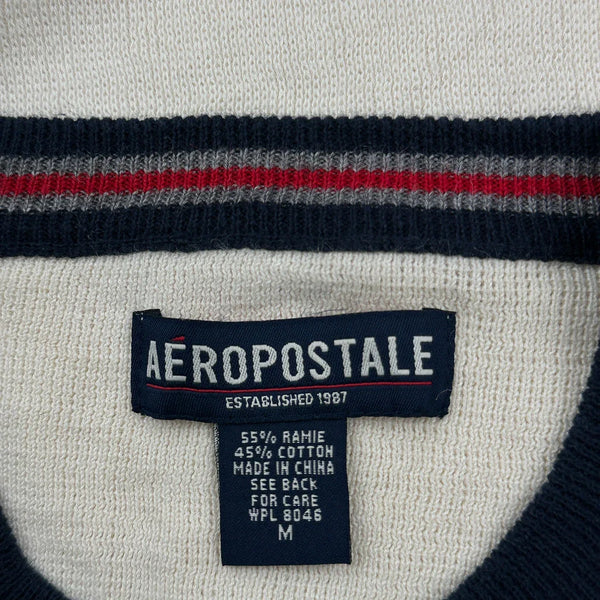 AÉROPOSTALE
ESTABLISHED 1987
55% RAMIE
45% COTTON
MADE IN CHINA
SEE BACK
FOR CARE
WPL 8046
M